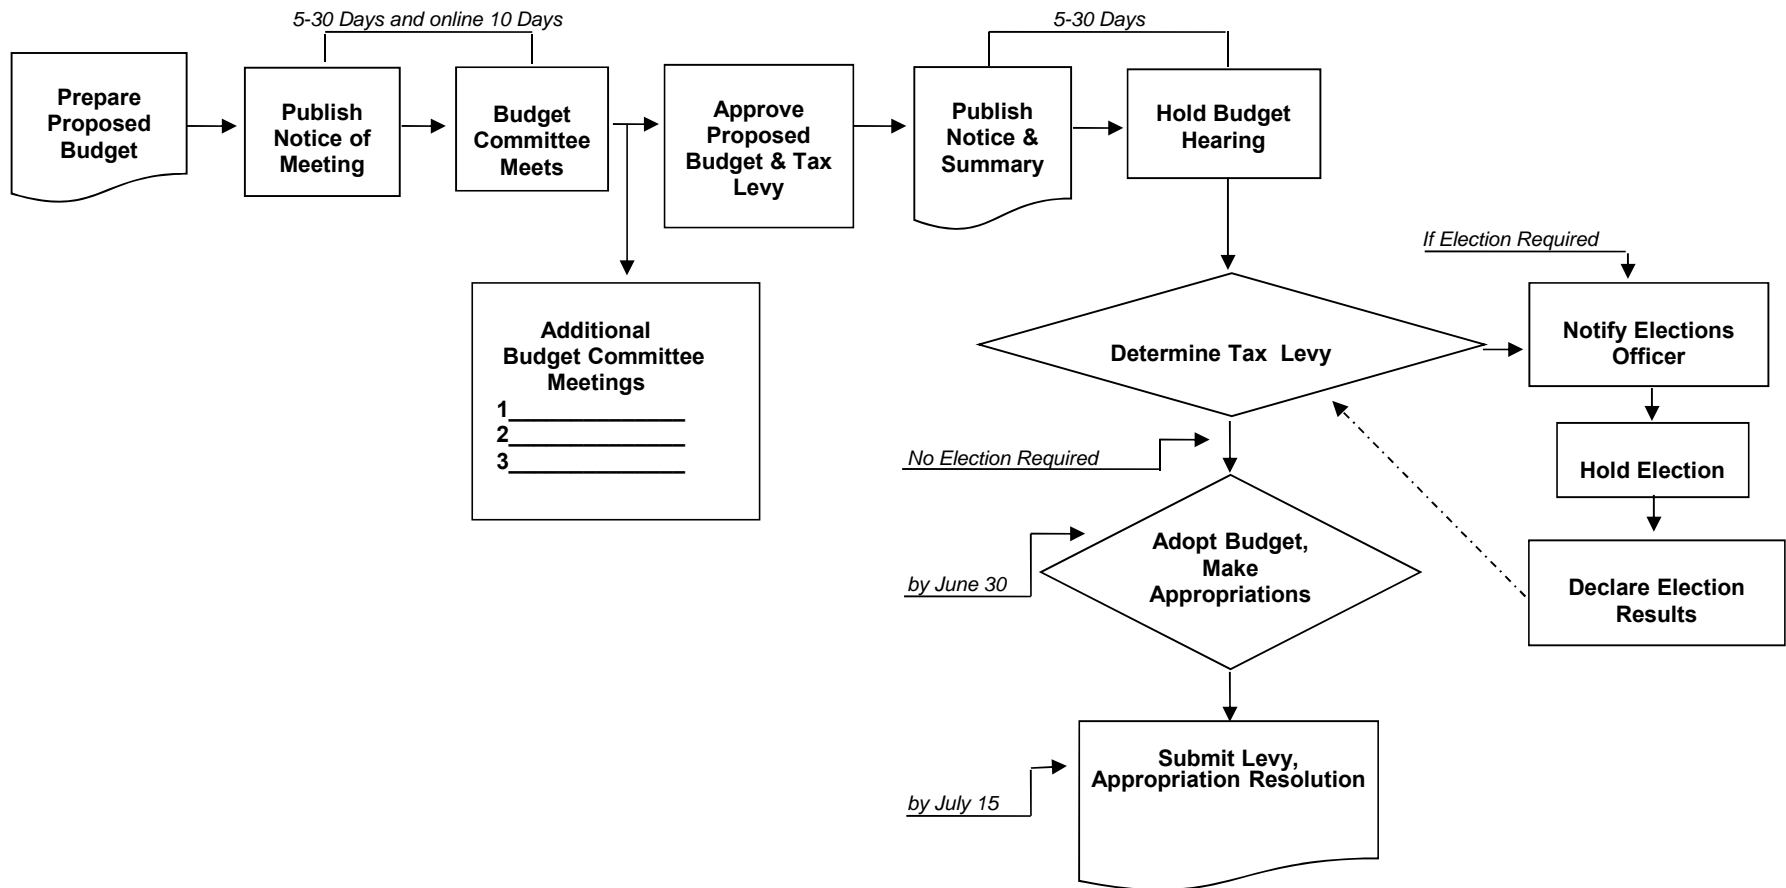 5-30 Days and online 10 Days
5-30 Days
Prepare
Proposed
Budget
Publish
Notice of
Meeting
Budget
Committee
Meets
Approve
Proposed
Budget & Tax
Levy
Publish
Notice &
Summary
Hold Budget
Hearing
Additional
Budget Committee
Meetings
1
2
3
If Election Required
Determine Tax Levy
Notify Elections
Officer
No Election Required
Hold Election
by June 30
Adopt Budget,
Make
Appropriations
Declare Election
Results
by July 15
Submit Levy,
Appropriation Resolution